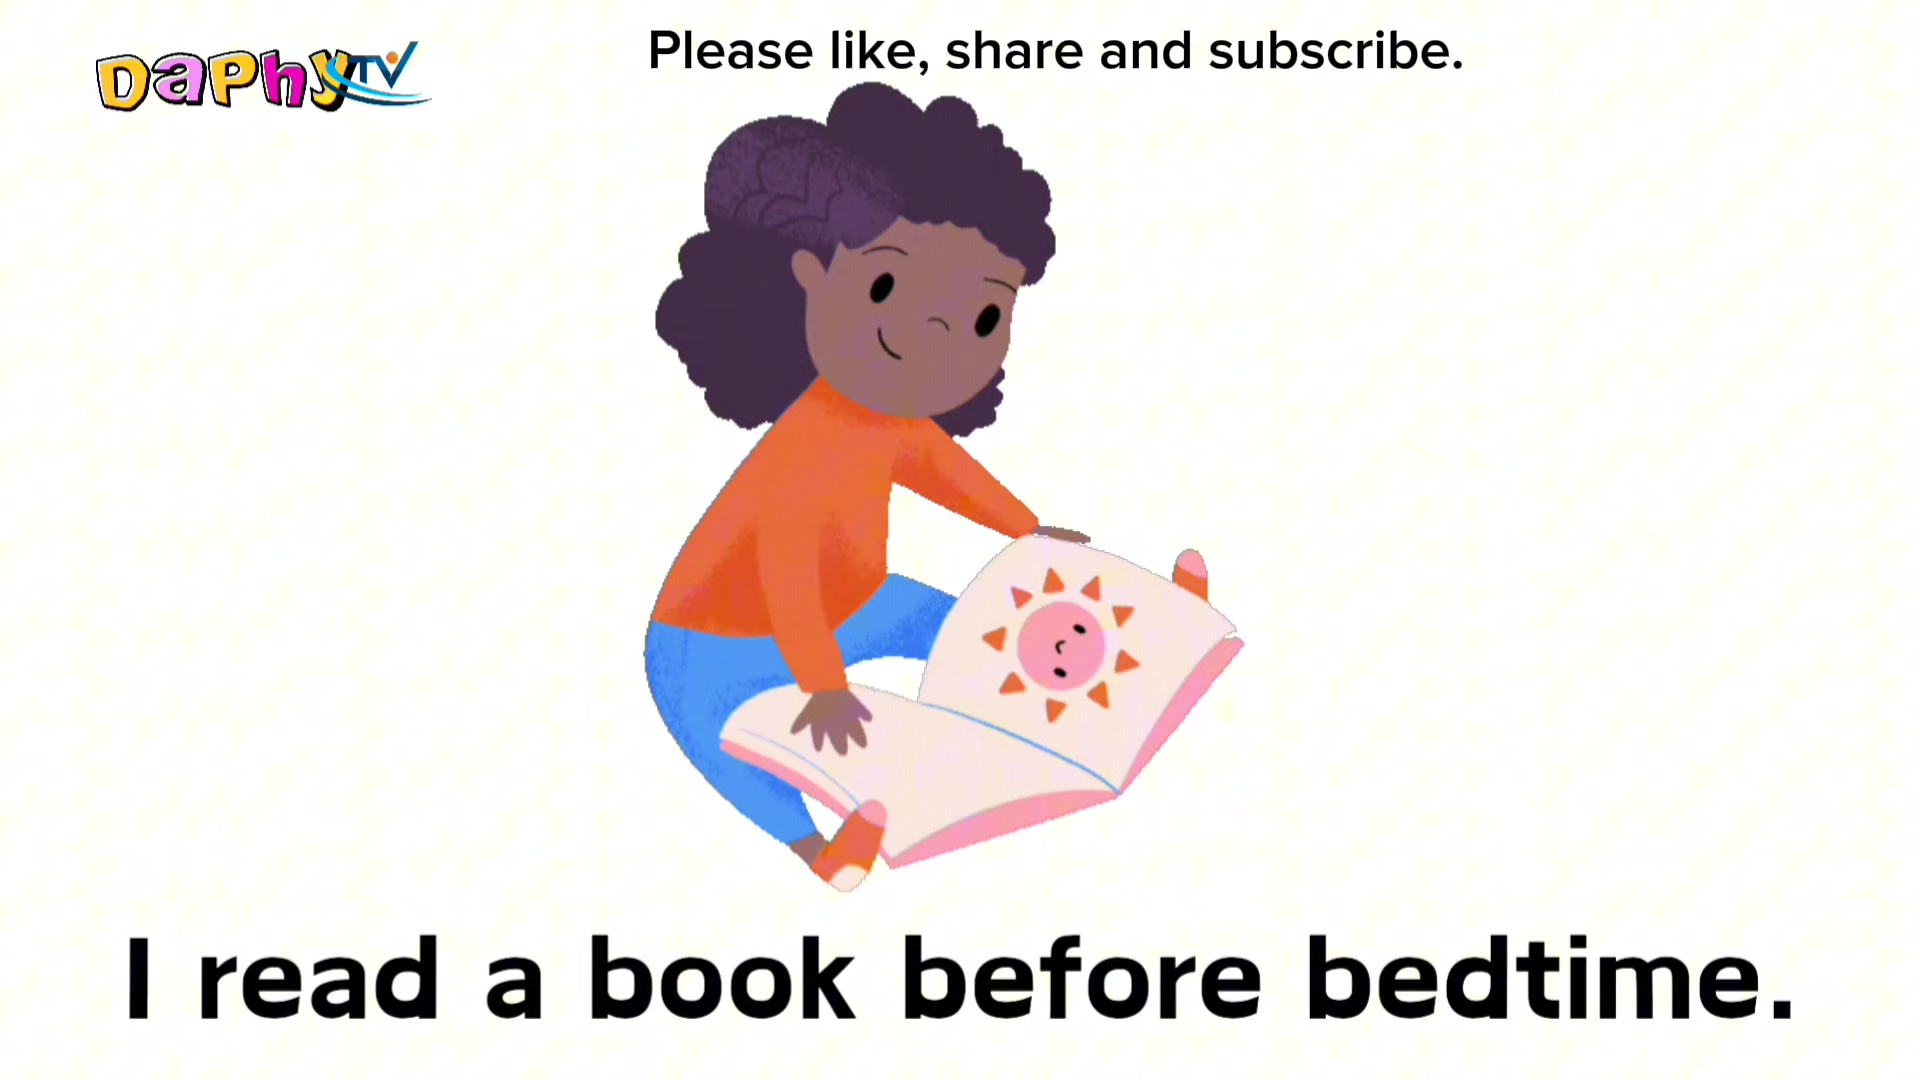 Daphy TV
Please like, share and subscribe.
I read a book before bedtime.